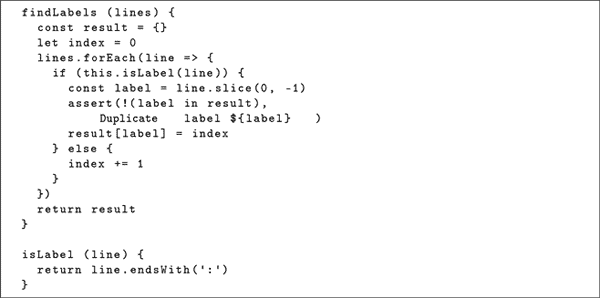 findLabels (lines) {
  const result = {}
  let index = 0
  lines.forEach(line => {
    if (this.isLabel(line)) {
      const label = line.slice(0, -1)
      assert(!(label in result),
          Duplicate label ${label} )
      result[label] = index
    } else {
      index += 1
    }
  })
  return result
}

isLabel (line) {
  return line.endsWith(':')
}